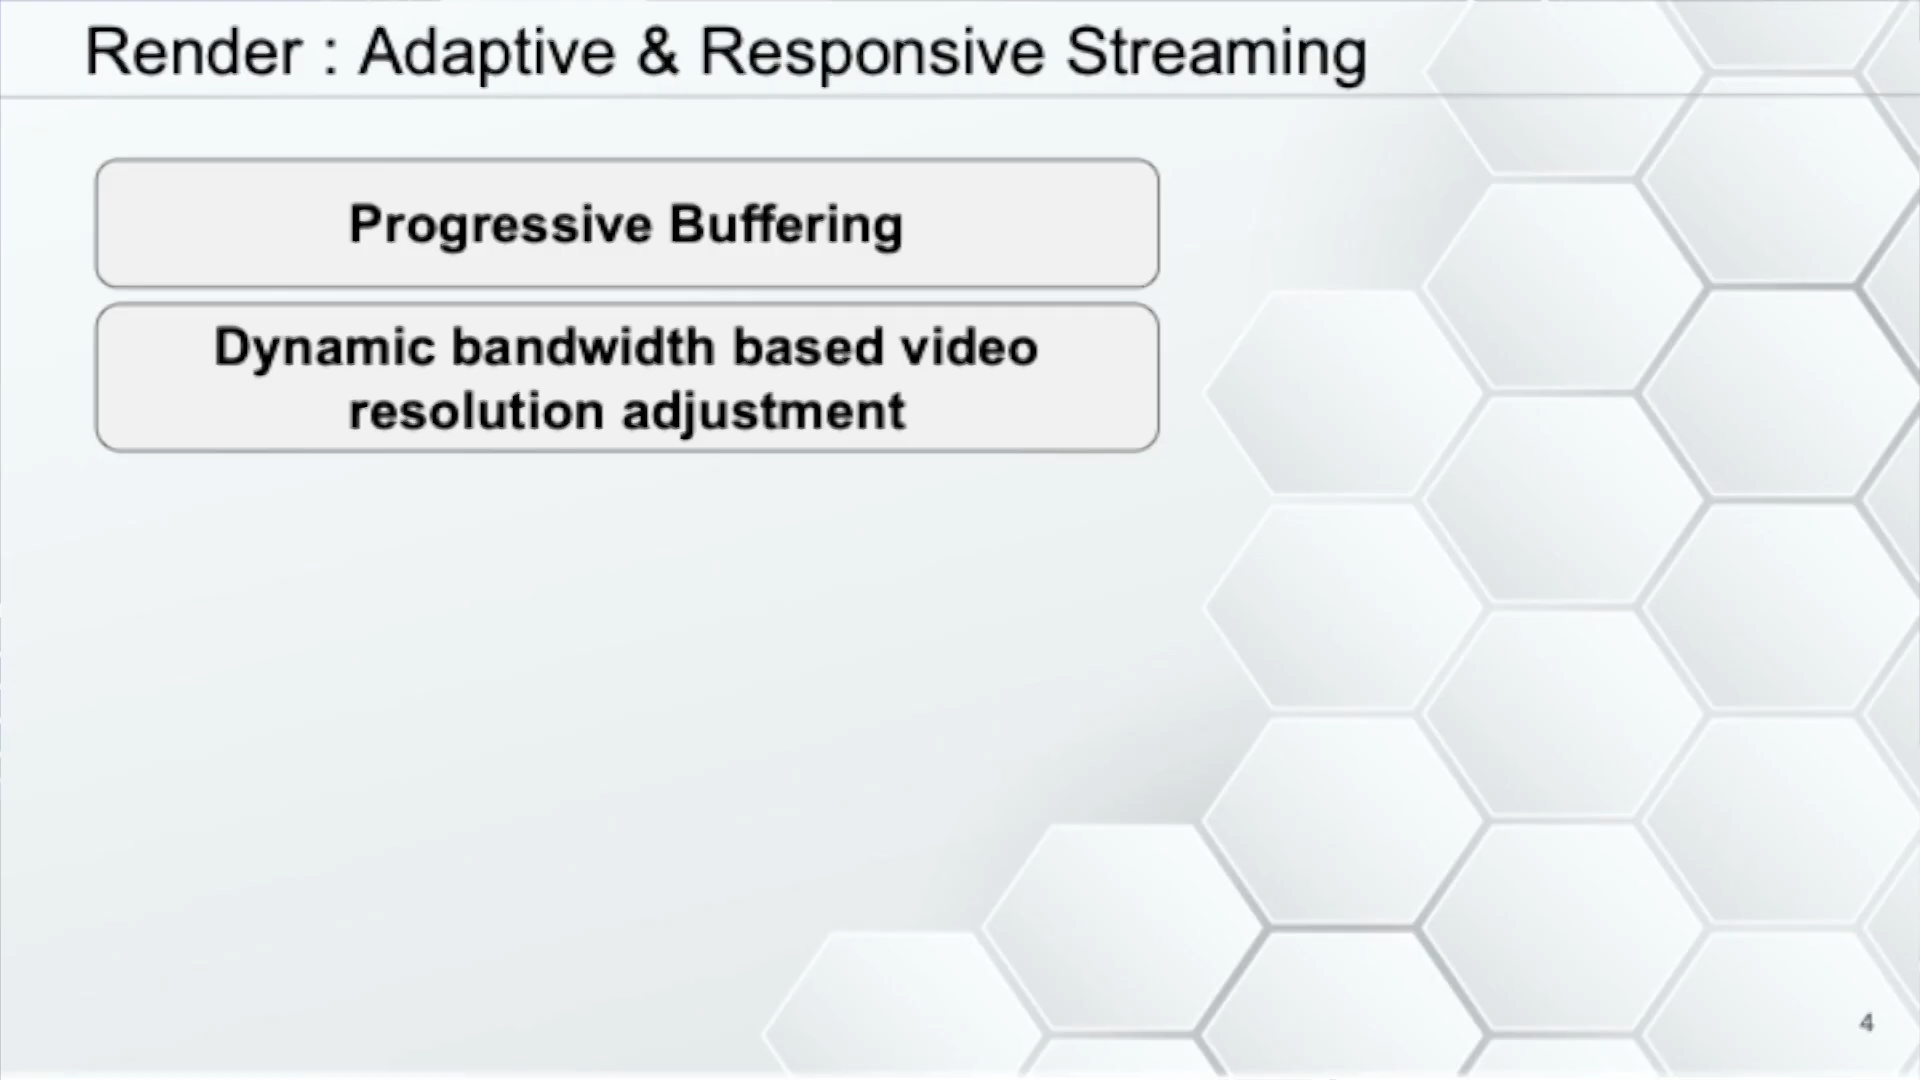 Render : Adaptive & Responsive Streaming
Progressive Buffering
Dynamic bandwidth based video
resolution adjustment
4